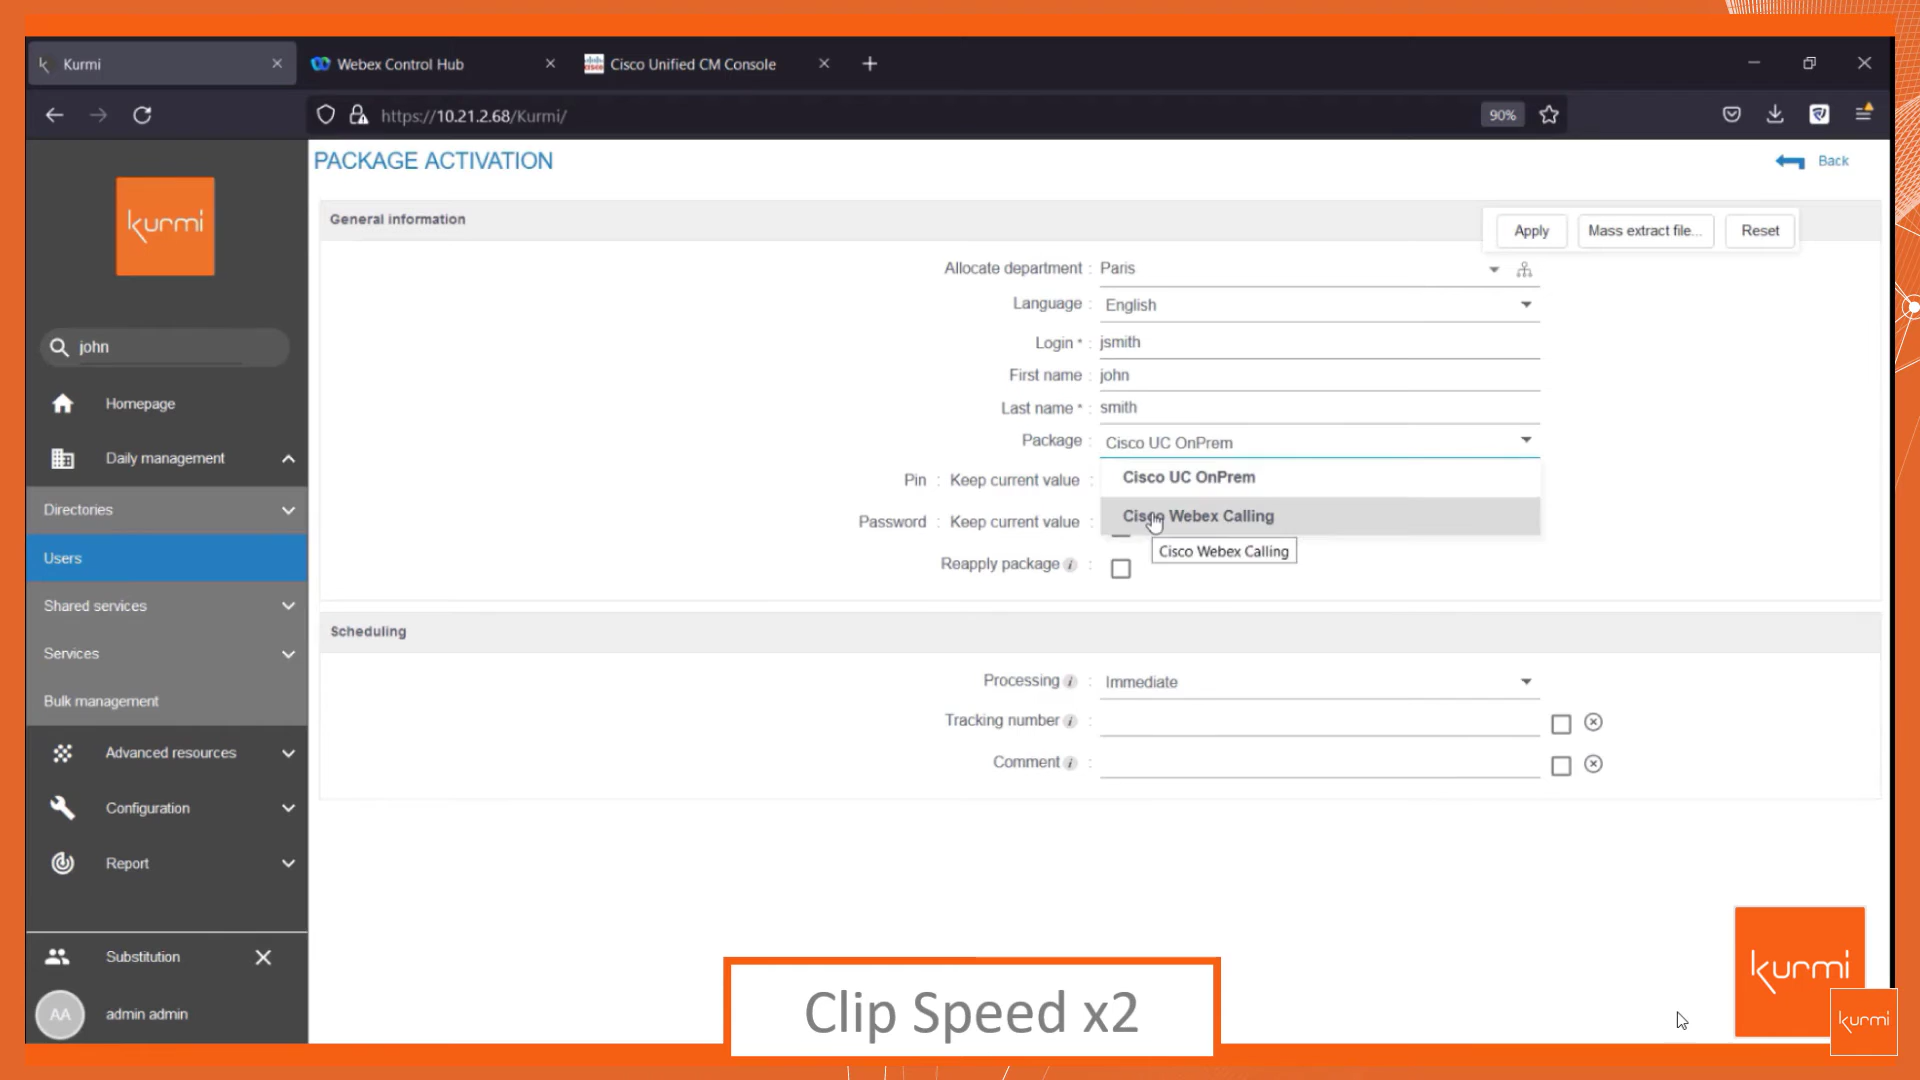 Kurmi
Webex Control Hub
Cisco Unified CM Console
https://10.21.2.68/Kurmi/
90%
PACKAGE ACTIVATION
Back
kurmi
General information
Apply
Mass extract file...
Reset
Allocate department : Paris
Language : English
Login * : jsmith
john
First name : john
Last name * : smith
Homepage
Package : Cisco UC OnPrem
Daily management
Pin : Keep current value :
Cisco UC OnPrem
Directories
Password : Keep current value :
Cisco Webex Calling
Cisco Webex Calling
Users
Reapply package i :
Shared services
Scheduling
Services
Processing i : Immediate
Bulk management
Tracking number i :
Advanced resources
Comment i :
Configuration
Report
Substitution
AA
admin admin
Clip Speed x2
kurmi
kurmi